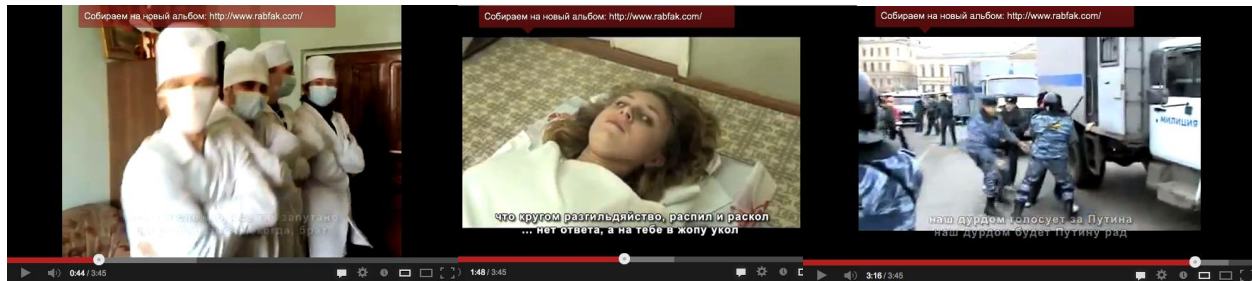 Собираем на новый альбом: http://www.rabfak.com/
запутано
брат
0:44 / 3:45
Собираем на новый альбом: http://www.rabfak.com/
что кругом разгильдяйство, распил и раскол
... нет ответа, а на тебе в жопу укол
1:48 / 3:45
Собираем на новый альбом: http://www.rabfak.com/
МИЛИЦИЯ
наш дурдом голосует за Путина
наш дурдом будет Путину рад
3:16 / 3:45